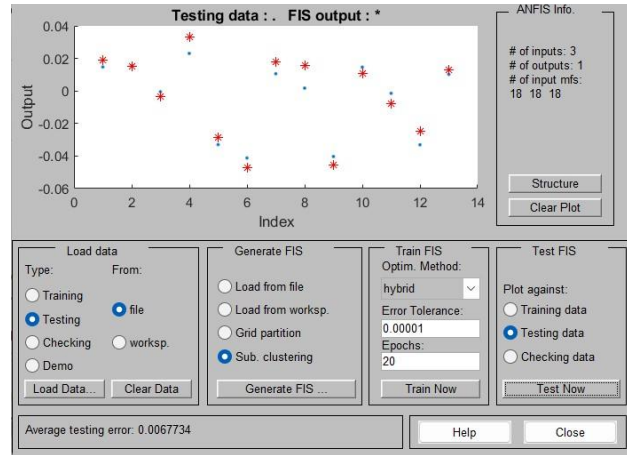 Testing data : .   FIS output : *
0.04
0.02
0
-0.02
-0.04
-0.06
Output
0 2 4 6 8 10 12 14
Index
ANFIS Info.
# of inputs: 3
# of outputs: 1
# of input mfs:
18 18 18
Structure
Clear Plot
Load data
Type: From:
Training
Testing
Checking
Demo
file
worksp.
Load Data... Clear Data
Generate FIS
Load from file
Load from worksp.
Grid partition
Sub. clustering
Generate FIS ...
Train FIS
Optim. Method:
hybrid
Error Tolerance:
0.00001
Epochs:
20
Train Now
Test FIS
Plot against:
Training data
Testing data
Checking data
Test Now
Average testing error: 0.0067734
Help Close